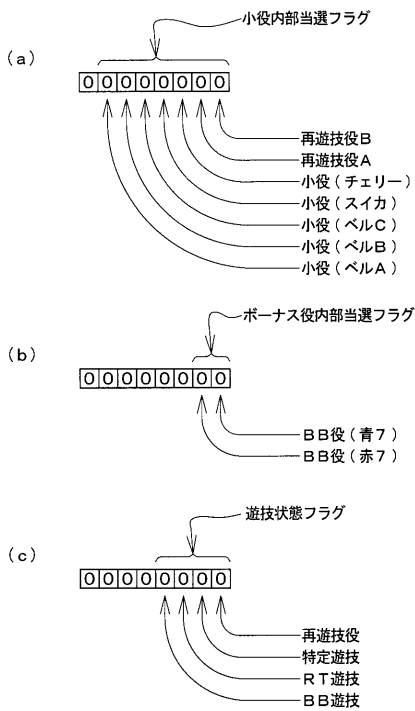 小役内部当選フラグ
(a)
0 0 0 0 0 0 0 0
再遊技役B
再遊技役A
小役(チェリー)
小役(スイカ)
小役(ベルC)
小役(ベルB)
小役(ベルA)
ボーナス役内部当選フラグ
(b)
0 0 0 0 0 0 0 0
BB役(青7)
BB役(赤7)
遊技状態フラグ
(c)
0 0 0 0 0 0 0 0
再遊技役
特定遊技
RT遊技
BB遊技